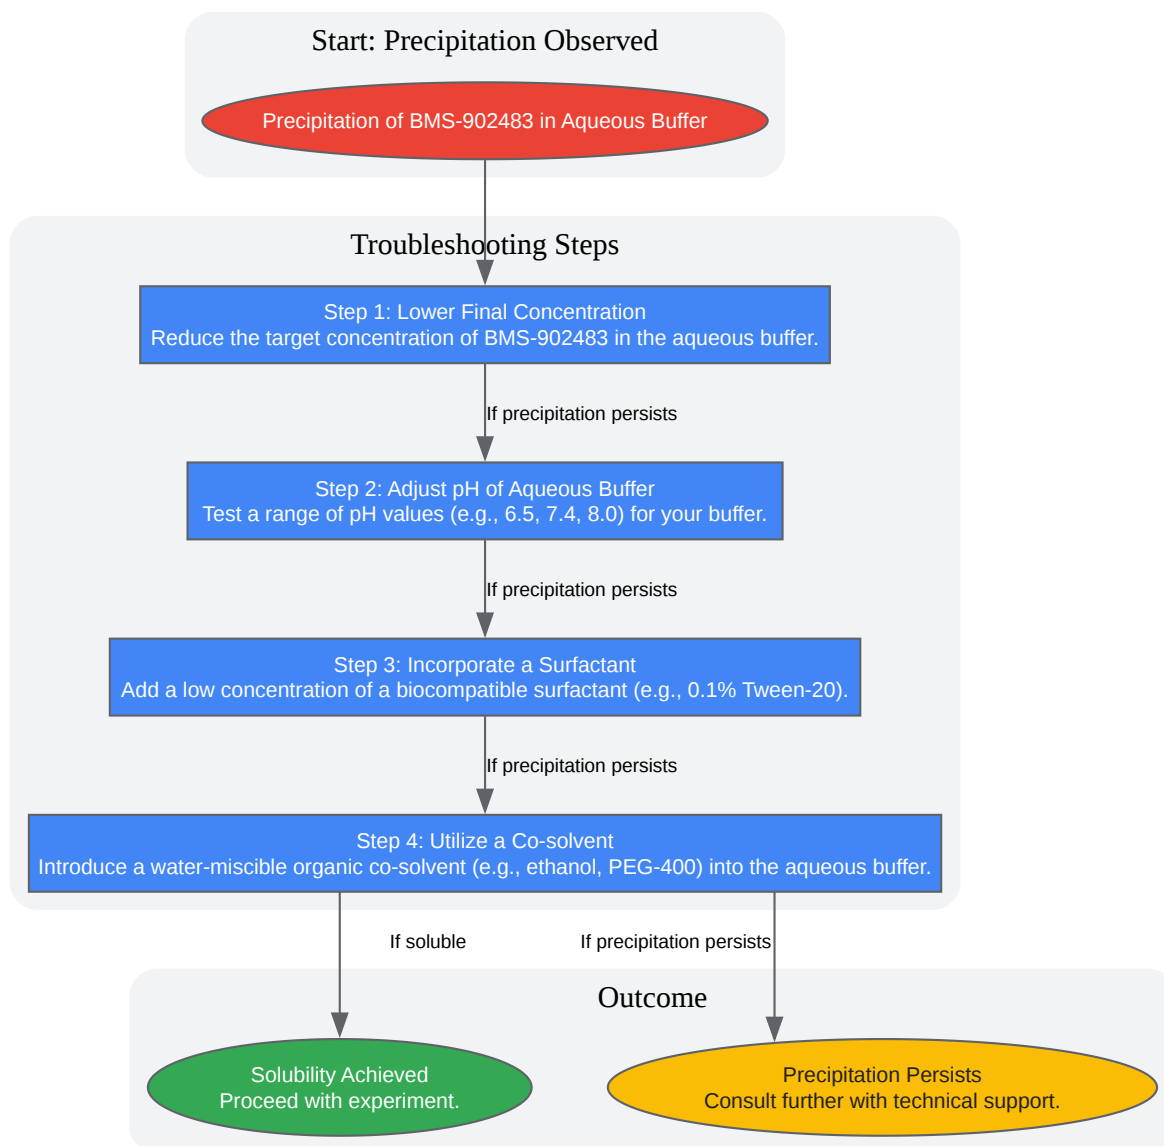 Start: Precipitation Observed
Precipitation of BMS-902483 in Aqueous Buffer
Troubleshooting Steps
Step 1: Lower Final Concentration
Reduce the target concentration of BMS-902483 in the aqueous buffer.
If precipitation persists
Step 2: Adjust pH of Aqueous Buffer
Test a range of pH values (e.g., 6.5, 7.4, 8.0) for your buffer.
If precipitation persists
Step 3: Incorporate a Surfactant
Add a low concentration of a biocompatible surfactant (e.g., 0.1% Tween-20).
If precipitation persists
Step 4: Utilize a Co-solvent
Introduce a water-miscible organic co-solvent (e.g., ethanol, PEG-400) into the aqueous buffer.
If soluble
If precipitation persists
Outcome
Solubility Achieved
Proceed with experiment.
Precipitation Persists
Consult further with technical support.